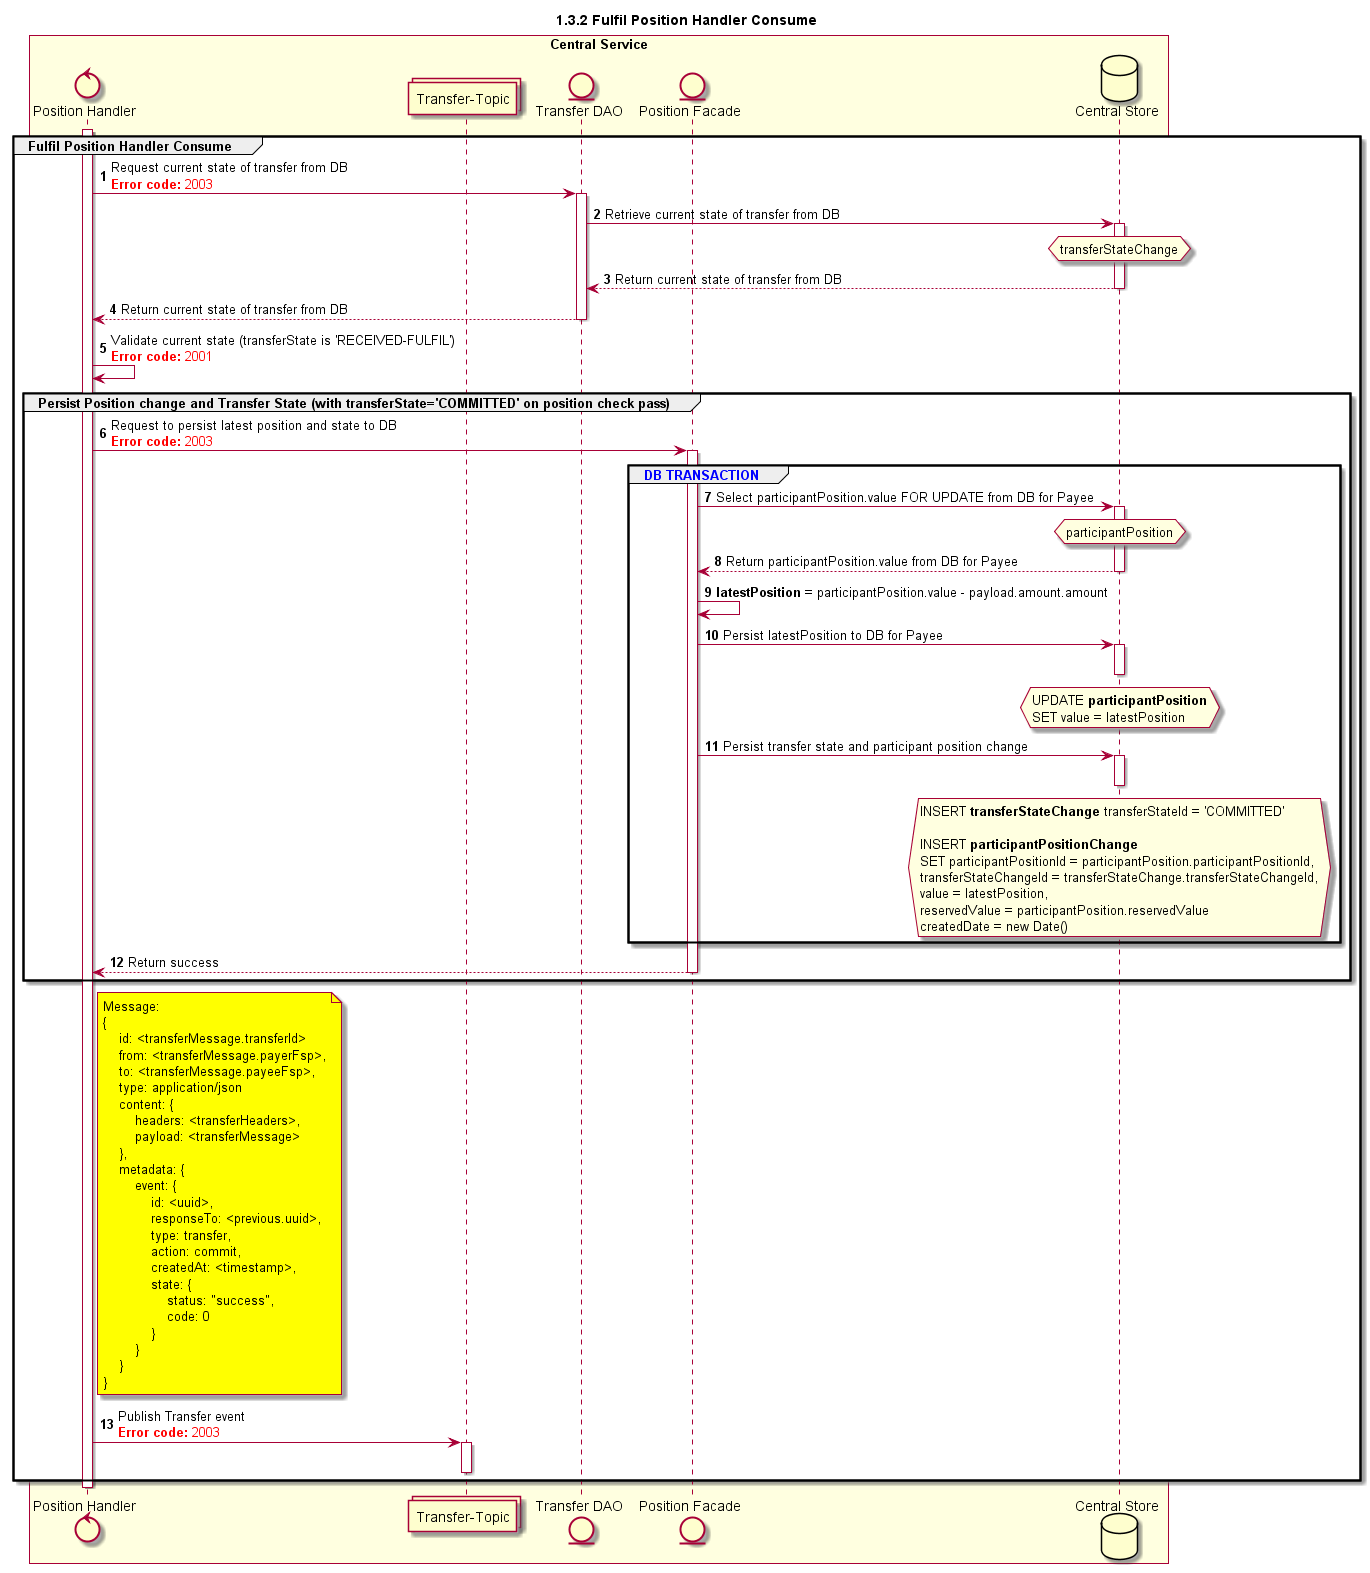 1.3.2 Fulfil Position Handler Consume
Central Service
Position Handler
Transfer-Topic
Transfer DAO
Position Facade
Central Store
Fulfil Position Handler Consume
1 Request current state of transfer from DB
Error code: 2003
2 Retrieve current state of transfer from DB
transferStateChange
3 Return current state of transfer from DB
4 Return current state of transfer from DB
5 Validate current state (transferState is 'RECEIVED-FULFIL')
Error code: 2001
Persist Position change and Transfer State (with transferState='COMMITTED' on position check pass)
6 Request to persist latest position and state to DB
Error code: 2003
DB TRANSACTION
7 Select participantPosition.value FOR UPDATE from DB for Payee
participantPosition
8 Return participantPosition.value from DB for Payee
9 latestPosition = participantPosition.value - payload.amount.amount
10 Persist latestPosition to DB for Payee
UPDATE participantPosition
SET value = latestPosition
11 Persist transfer state and participant position change
INSERT transferStateChange transferStateId = 'COMMITTED'
INSERT participantPositionChange
SET participantPositionId = participantPosition.participantPositionId,
transferStateChangeId = transferStateChange.transferStateChangeId,
value = latestPosition,
reservedValue = participantPosition.reservedValue
createdDate = new Date()
12 Return success
Message:
{
id: <transferMessage.transferId>
from: <transferMessage.payerFsp>,
to: <transferMessage.payeeFsp>,
type: application/json
content: {
headers: <transferHeaders>,
payload: <transferMessage>
},
metadata: {
event: {
id: <uuid>,
responseTo: <previous.uuid>,
type: transfer,
action: commit,
createdAt: <timestamp>,
state: {
status: "success",
code: 0
}
}
}
}
13 Publish Transfer event
Error code: 2003
Position Handler
Transfer-Topic
Transfer DAO
Position Facade
Central Store